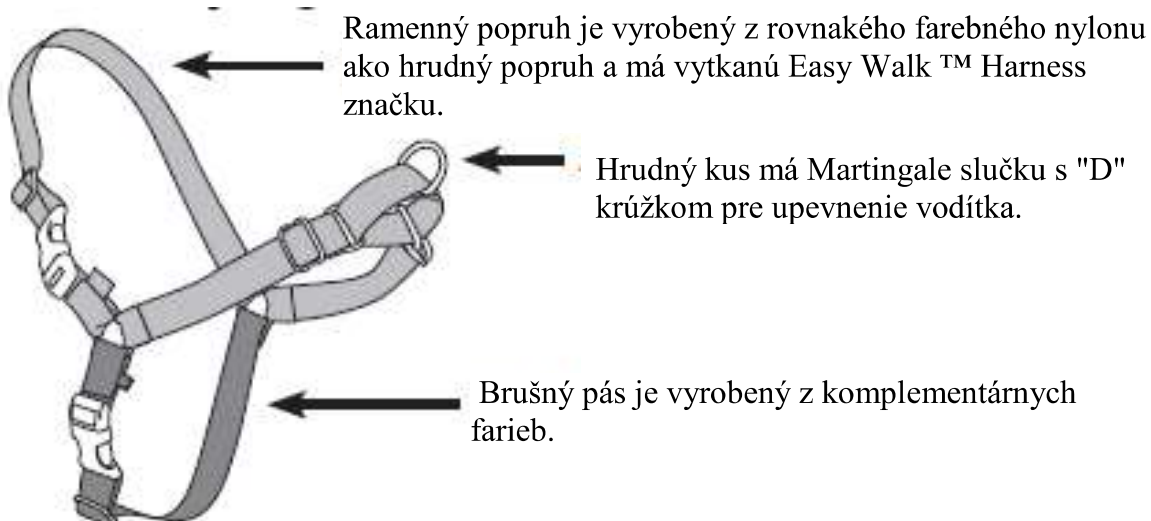 Ramenný popruh je vyrobený z rovnakého farebného nylonu
ako hrudný popruh a má vytkanú Easy Walk ™ Harness
značku.
Hrudný kus má Martingale slučku s "D"
krúžkom pre upevnenie vodítka.
Brušný pás je vyrobený z komplementárnych
farieb.